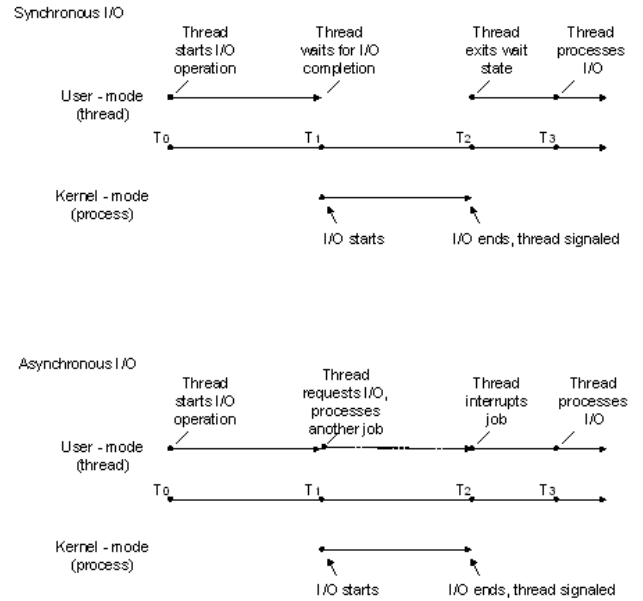 Synchronous I/O
Thread
starts I/O
operation
Thread
waits for I/O
completion
Thread
exits wait
state
Thread
processes
I/O
User - mode
(thread)
T0
T1
T2
T3
Kernel - mode
(process)
I/O starts
I/O ends, thread signaled
Asynchronous I/O
Thread
starts I/O
operation
Thread
requests I/O,
processes
another job
Thread
interrupts
job
Thread
processes
I/O
User - mode
(thread)
T0
T1
T2
T3
Kernel - mode
(process)
I/O starts
I/O ends, thread signaled